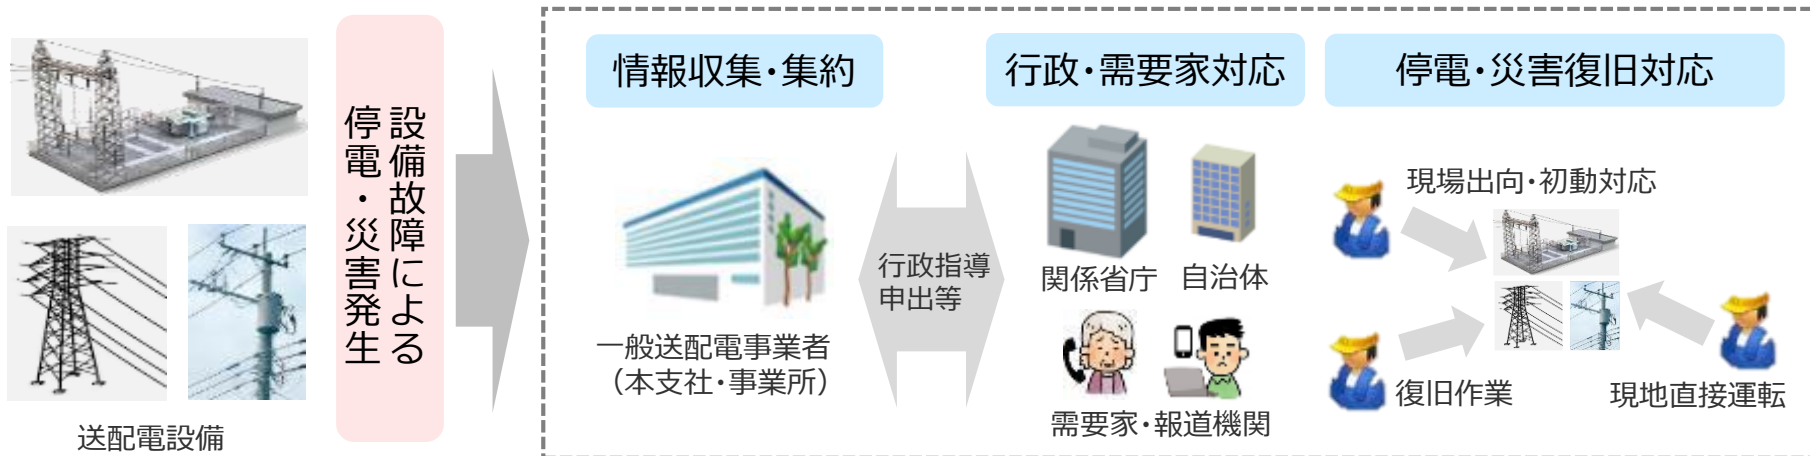 送配電設備
設備故障による
停電・災害発生
情報収集・集約
一般送配電事業者
（本支社・事業所）
行政指導
申出等
行政・需要家対応
関係省庁
自治体
需要家・報道機関
停電・災害復旧対応
現場出向・初動対応
復旧作業
現地直接運転